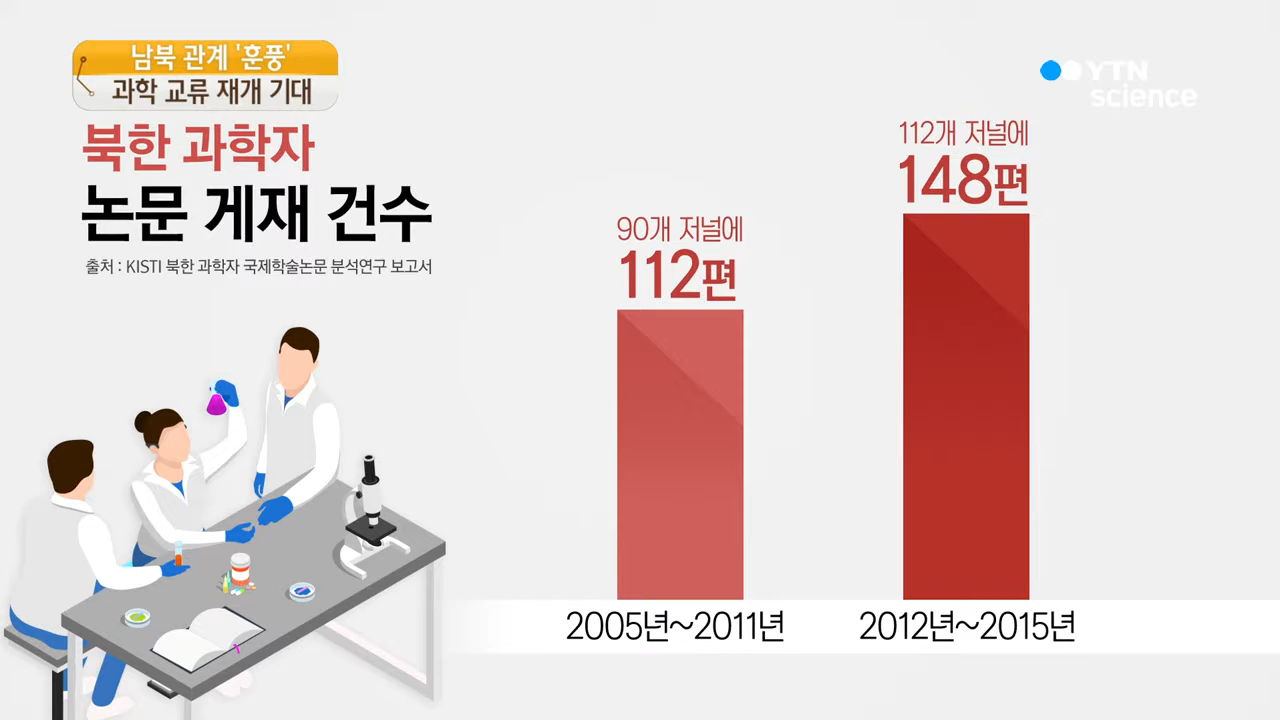 남북 관계 '훈풍'
과학 교류 재개 기대
YTN
science
북한 과학자
논문 게재 건수
출처 : KISTI 북한 과학자 국제학술논문 분석연구 보고서
90개 저널에
112편
112개 저널에
148편
2005년~2011년
2012년~2015년